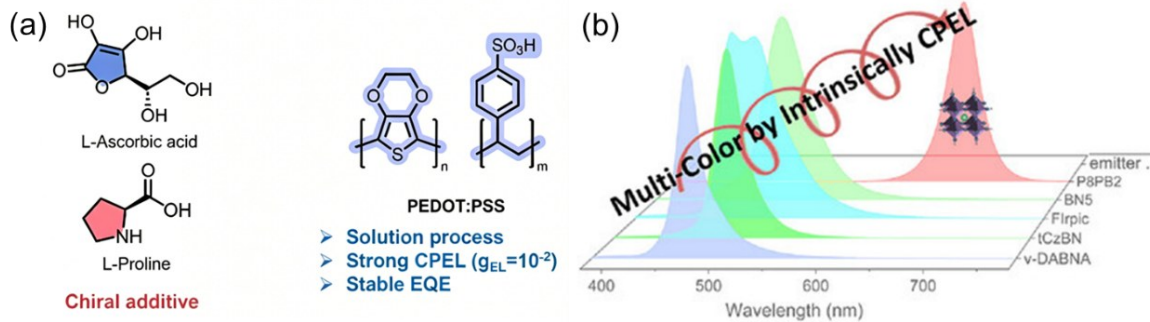 (a)
HO
OH
O
O
OH
OH
L-Ascorbic acid
O
OH
NH
L-Proline
Chiral additive
SO₃H
O
O
S
n
m
PEDOT:PSS
➢ Solution process
➢ Strong CPEL (gEL=10⁻²)
➢ Stable EQE
(b)
Multi-Color by Intrinsically CPEL
emitter .
P8PB2
BN5
FIrpic
tCzBN
ν-DABNA
400 500 600 700
Wavelength (nm)